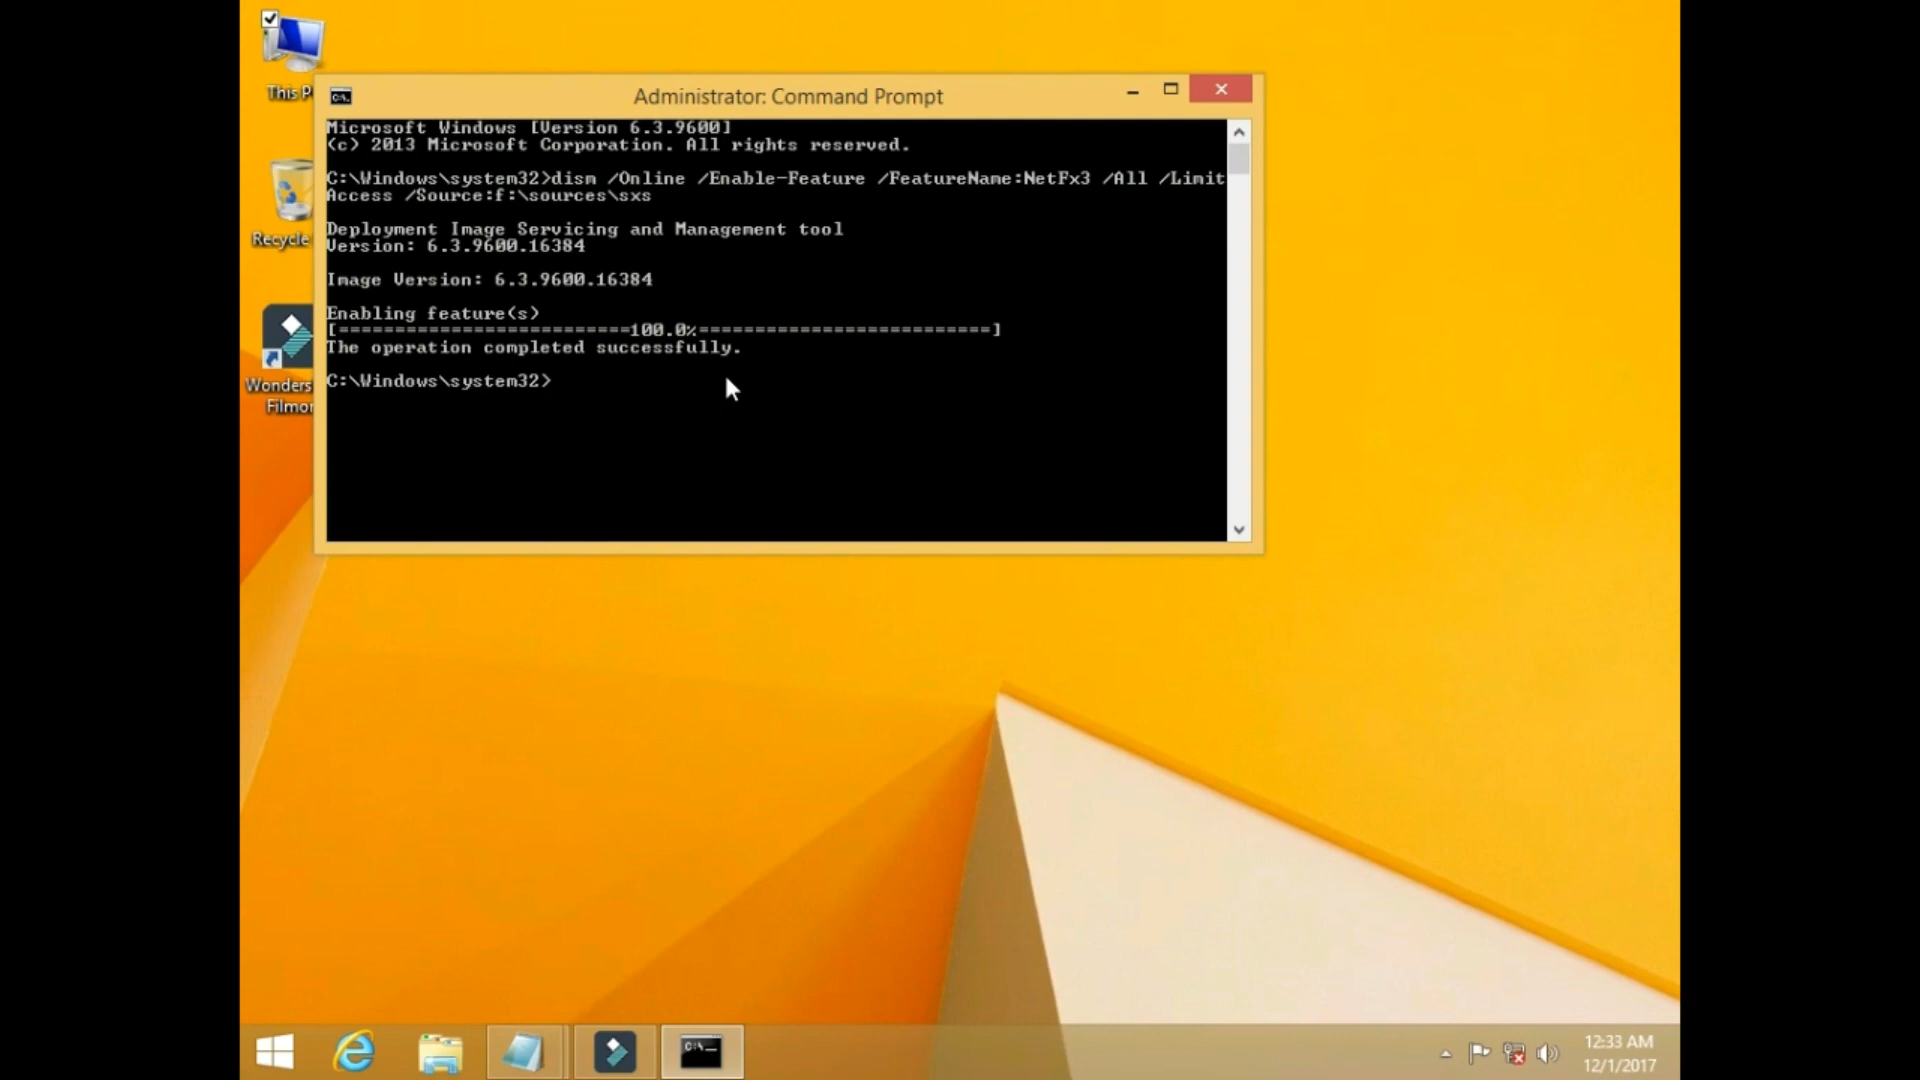 This P
Administrator: Command Prompt
Microsoft Windows [Version 6.3.9600]
(c) 2013 Microsoft Corporation. All rights reserved.
C:\Windows\system32>dism /Online /Enable-Feature /FeatureName:NetFx3 /All /Limit
Access /Source:f:\sources\sxs
Deployment Image Servicing and Management tool
Version: 6.3.9600.16384
Image Version: 6.3.9600.16384
Enabling feature(s)
[==========================100.0%==========================]
The operation completed successfully.
C:\Windows\system32>
Recycle
Wonders
Filmor
12:33 AM
12/1/2017